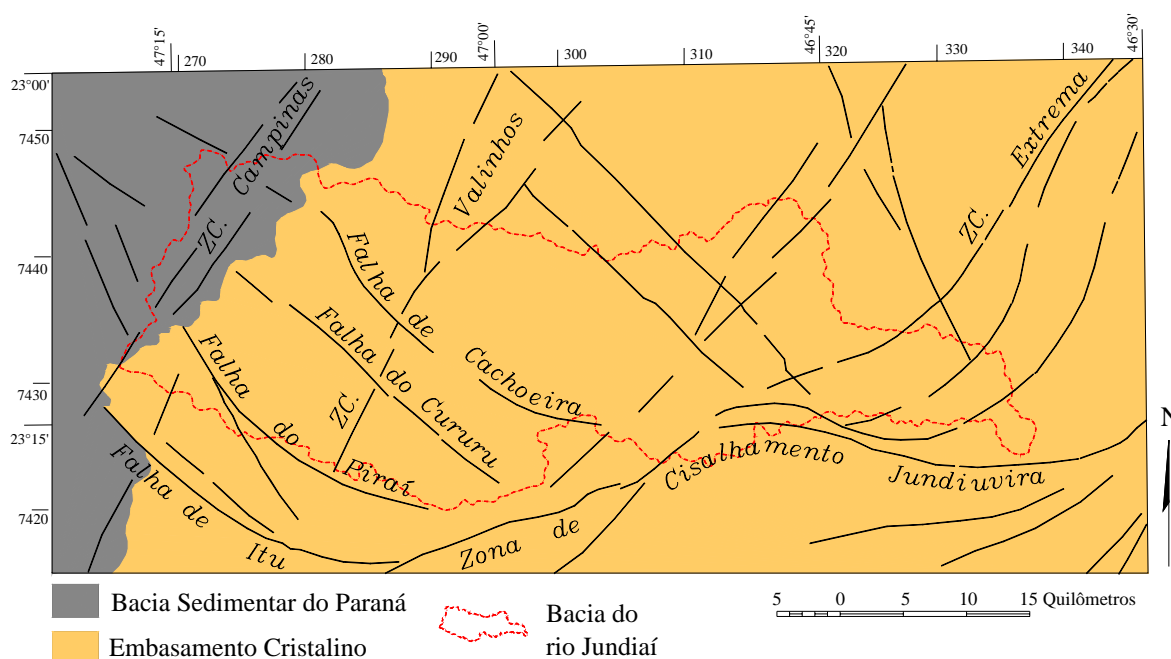 47°15'
270
280
290
47°00'
300
310
46°45'
320
330
340
46°30'
23°00'
7450
7440
7430
23°15'
7420
ZC. Campinas
Valinhos
ZC.
ZC. Extrema
Falha de Cachoeira
Falha do Cururu
Falha do Piraí
Falha de Itu
Zona de Cisalhamento Jundiuvira
N
Bacia Sedimentar do Paraná
Embasamento Cristalino
Bacia do
rio Jundiaí
5 0 5 10 15 Quilômetros